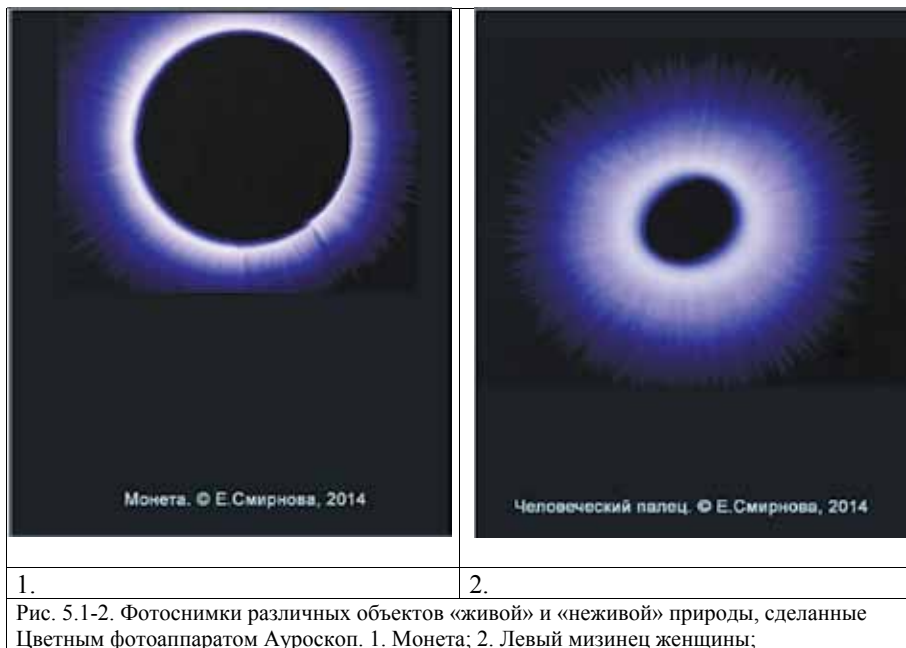 Монета. © Е.Смирнова, 2014
Человеческий палец. © Е.Смирнова, 2014
1.
2.
Рис. 5.1-2. Фотоснимки различных объектов «живой» и «неживой» природы, сделанные
Цветным фотоаппаратом Ауроскоп. 1. Монета; 2. Левый мизинец женщины;